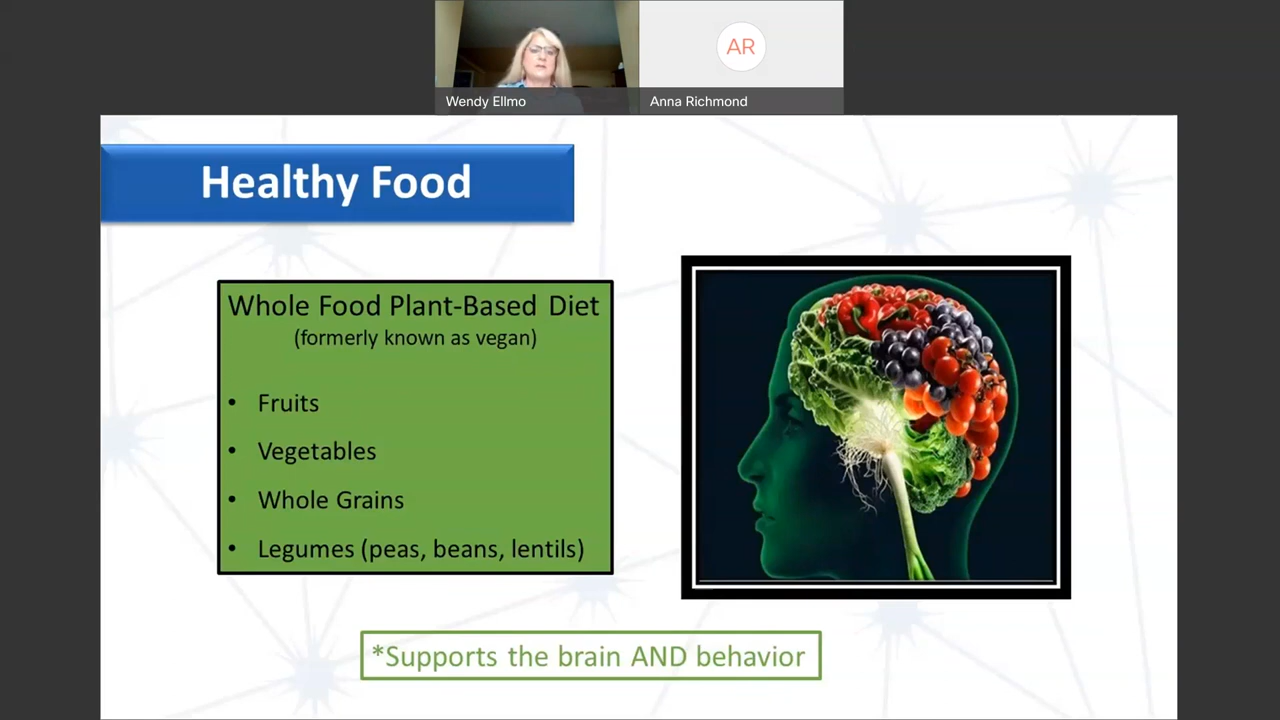 AR
Wendy Ellmo
Anna Richmond
Healthy Food
Whole Food Plant-Based Diet
(formerly known as vegan)
• Fruits
• Vegetables
• Whole Grains
• Legumes (peas, beans, lentils)
*Supports the brain AND behavior